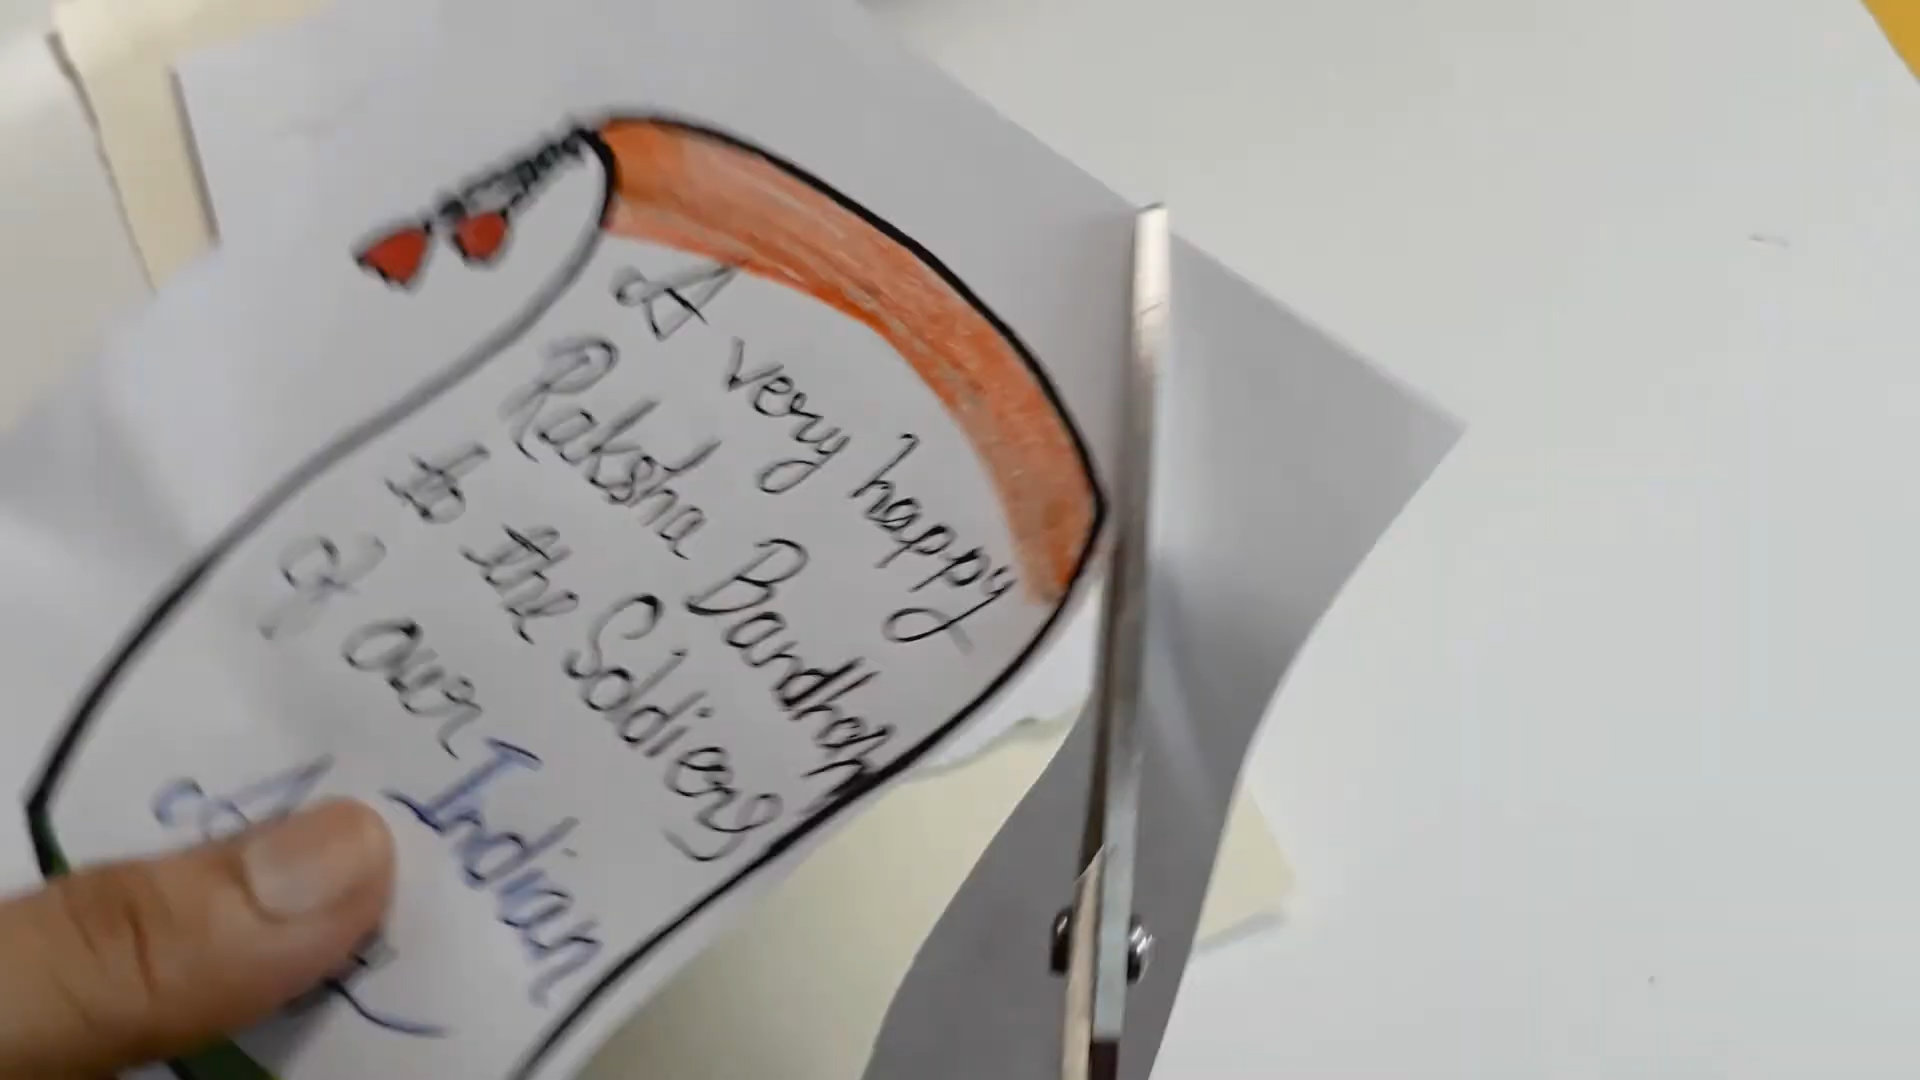 A very happy
Raksha Bandhan
to the Soldiers
of our Indian